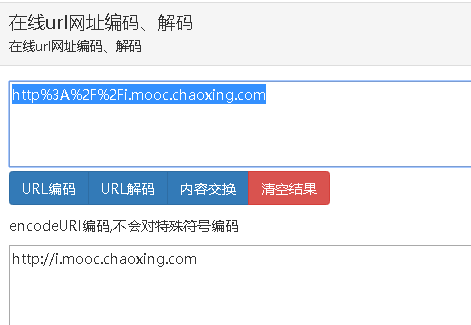 在线url网址编码、解码
在线url网址编码、解码
http%3A%2F%2Fi.mooc.chaoxing.com
URL编码 URL解码 内容交换 清空结果
encodeURI编码,不会对特殊符号编码
http://i.mooc.chaoxing.com